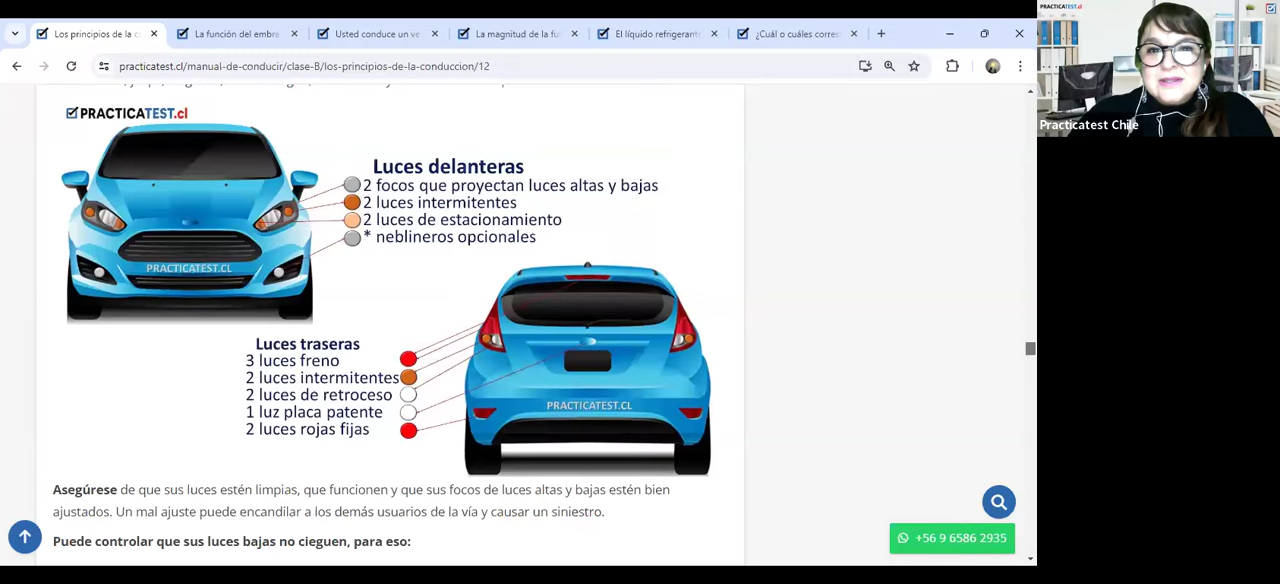 Los principios de la c
La función del embra
Usted conduce un ve
La magnitud de la fu
El líquido refrigerant
¿Cuál o cuáles corres
practicatest.cl/manual-de-conducir/clase-B/los-principios-de-la-conduccion/12
PRACTICATEST.cl
Practicatest Chile
PRACTICATEST.cl
Luces delanteras
2 focos que proyectan luces altas y bajas
2 luces intermitentes
2 luces de estacionamiento
* neblineros opcionales
PRACTICATEST.CL
Luces traseras
3 luces freno
2 luces intermitentes
2 luces de retroceso
1 luz placa patente
2 luces rojas fijas
PRACTICATEST.CL
Asegúrese de que sus luces estén limpias, que funcionen y que sus focos de luces altas y bajas estén bien
ajustados. Un mal ajuste puede encandilar a los demás usuarios de la vía y causar un siniestro.
Puede controlar que sus luces bajas no cieguen, para eso:
+56 9 6586 2935